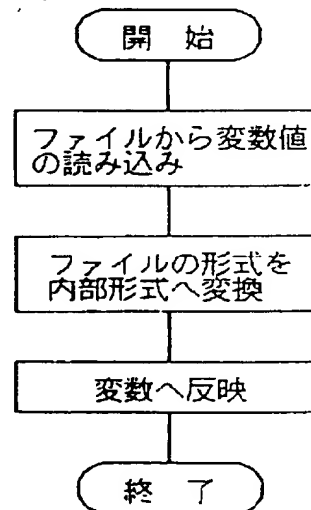 開 始
ファイルから変数値
の読み込み
ファイルの形式を
内部形式へ変換
変数へ反映
終 了